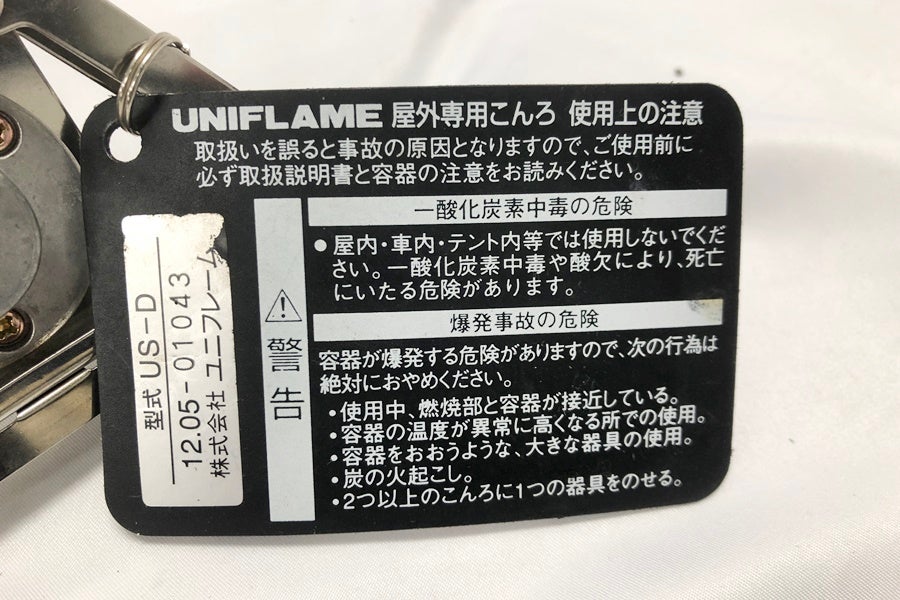 UNIFLAME 屋外専用こんろ 使用上の注意
取扱いを誤ると事故の原因となりますので、ご使用前に
必ず取扱説明書と容器の注意をお読みください。
型式 US-D
12.05-01043
株式会社 ユニフレーム
警告
一酸化炭素中毒の危険
●屋内・車内・テント内等では使用しないでくだ
さい。一酸化炭素中毒や酸欠により、死亡
にいたる危険があります。
爆発事故の危険
容器が爆発する危険がありますので、次の行為は
絶対におやめください。
・使用中、燃焼部と容器が接近している。
・容器の温度が異常に高くなる所での使用。
・容器をおおうような、大きな器具の使用。
・炭の火起こし。
・2つ以上のこんろに1つの器具をのせる。